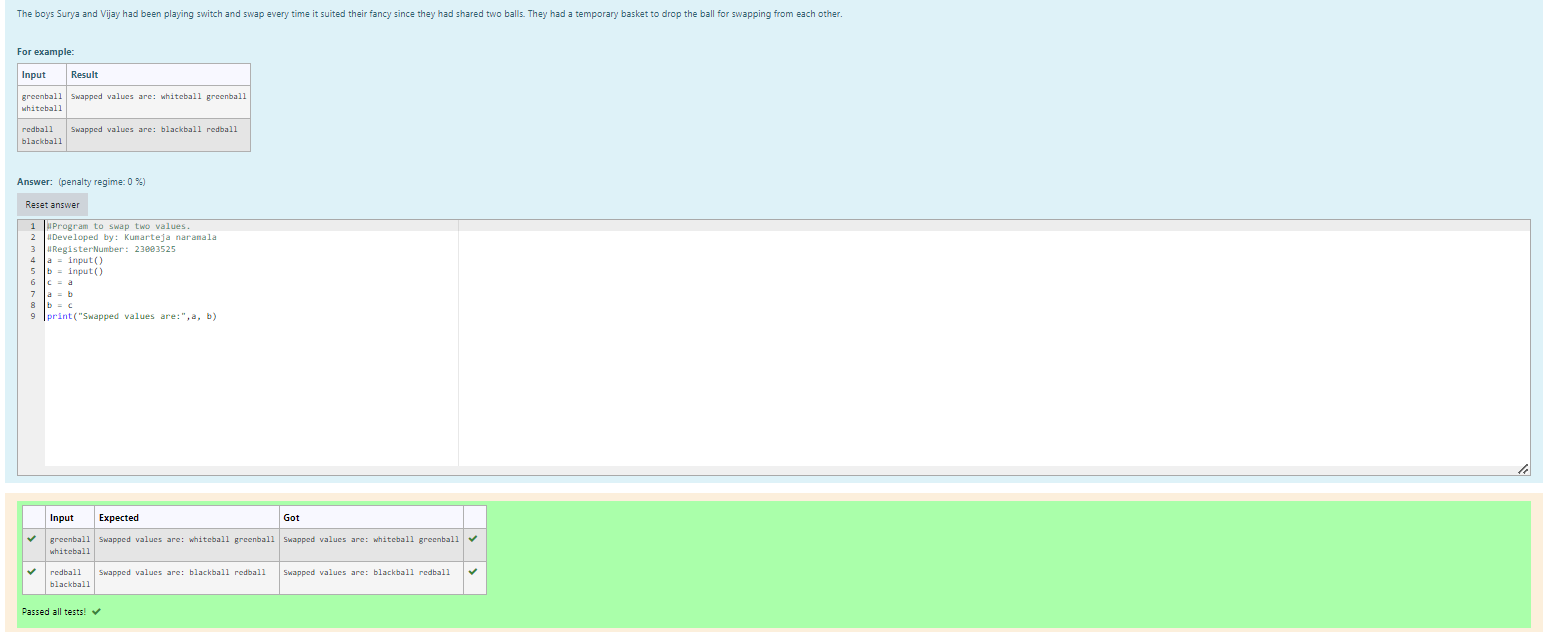 The boys Surya and Vijay had been playing switch and swap every time it suited their fancy since they had shared two balls. They had a temporary basket to drop the ball for swapping from each other.
For example:
Input Result
greenball Swapped values are: whiteball greenball
whiteball
redball Swapped values are: blackball redball
blackball
Answer: (penalty regime: 0 %)
Reset answer
1 #Program to swap two values.
2 #Developed by: Kumarteja naramala
3 #RegisterNumber: 23003525
4 a = input()
5 b = input()
6 c = a
7 a = b
8 b = c
9 print("Swapped values are:",a, b)
Input Expected Got
greenball Swapped values are: whiteball greenball Swapped values are: whiteball greenball
whiteball
redball Swapped values are: blackball redball Swapped values are: blackball redball
blackball
Passed all tests!